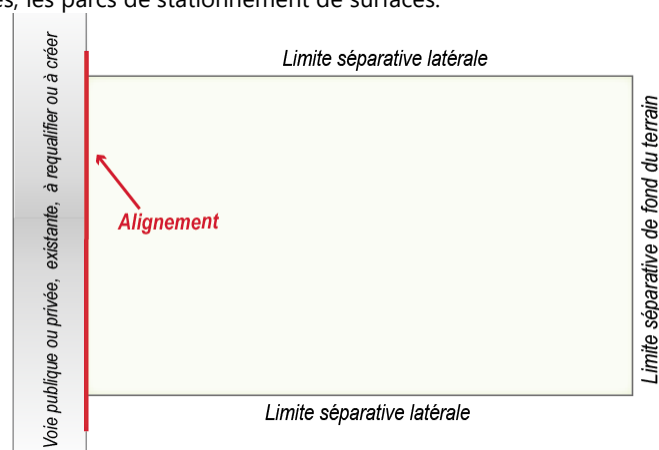 es, les parcs de stationnement de surfaces.
Limite séparative latérale
Voie publique ou privée, existante, à requalifier ou à créer
Alignement
Limite séparative de fond du terrain
Limite séparative latérale